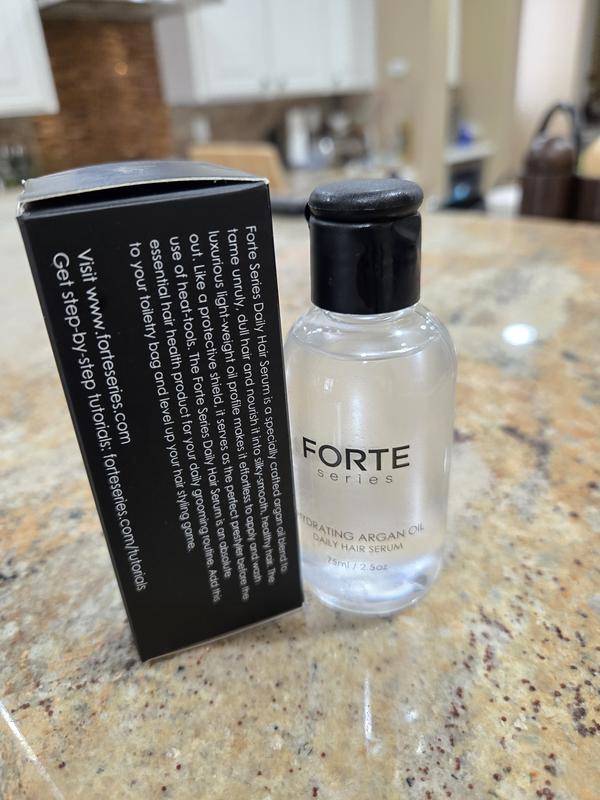 Forte Series Daily Hair Serum is a specially crafted argan oil blend to
tame unruly, dull hair and nourish it into silky-smooth, healthy hair. The
luxurious light-weight oil profile makes it effortless to apply and wash
out. Like a protective shield, it serves as the perfect prestyler before the
use of heat-tools. The Forte Series Daily Hair Serum is an absolute
essential hair health product for your daily grooming routine. Add this
to your toiletry bag and level up your hair styling game.
Visit www.forteseries.com
Get step-by-step tutorials: forteseries.com/tutorials
FORTE
series
HYDRATING ARGAN OIL
DAILY HAIR SERUM
75ml / 2.5oz